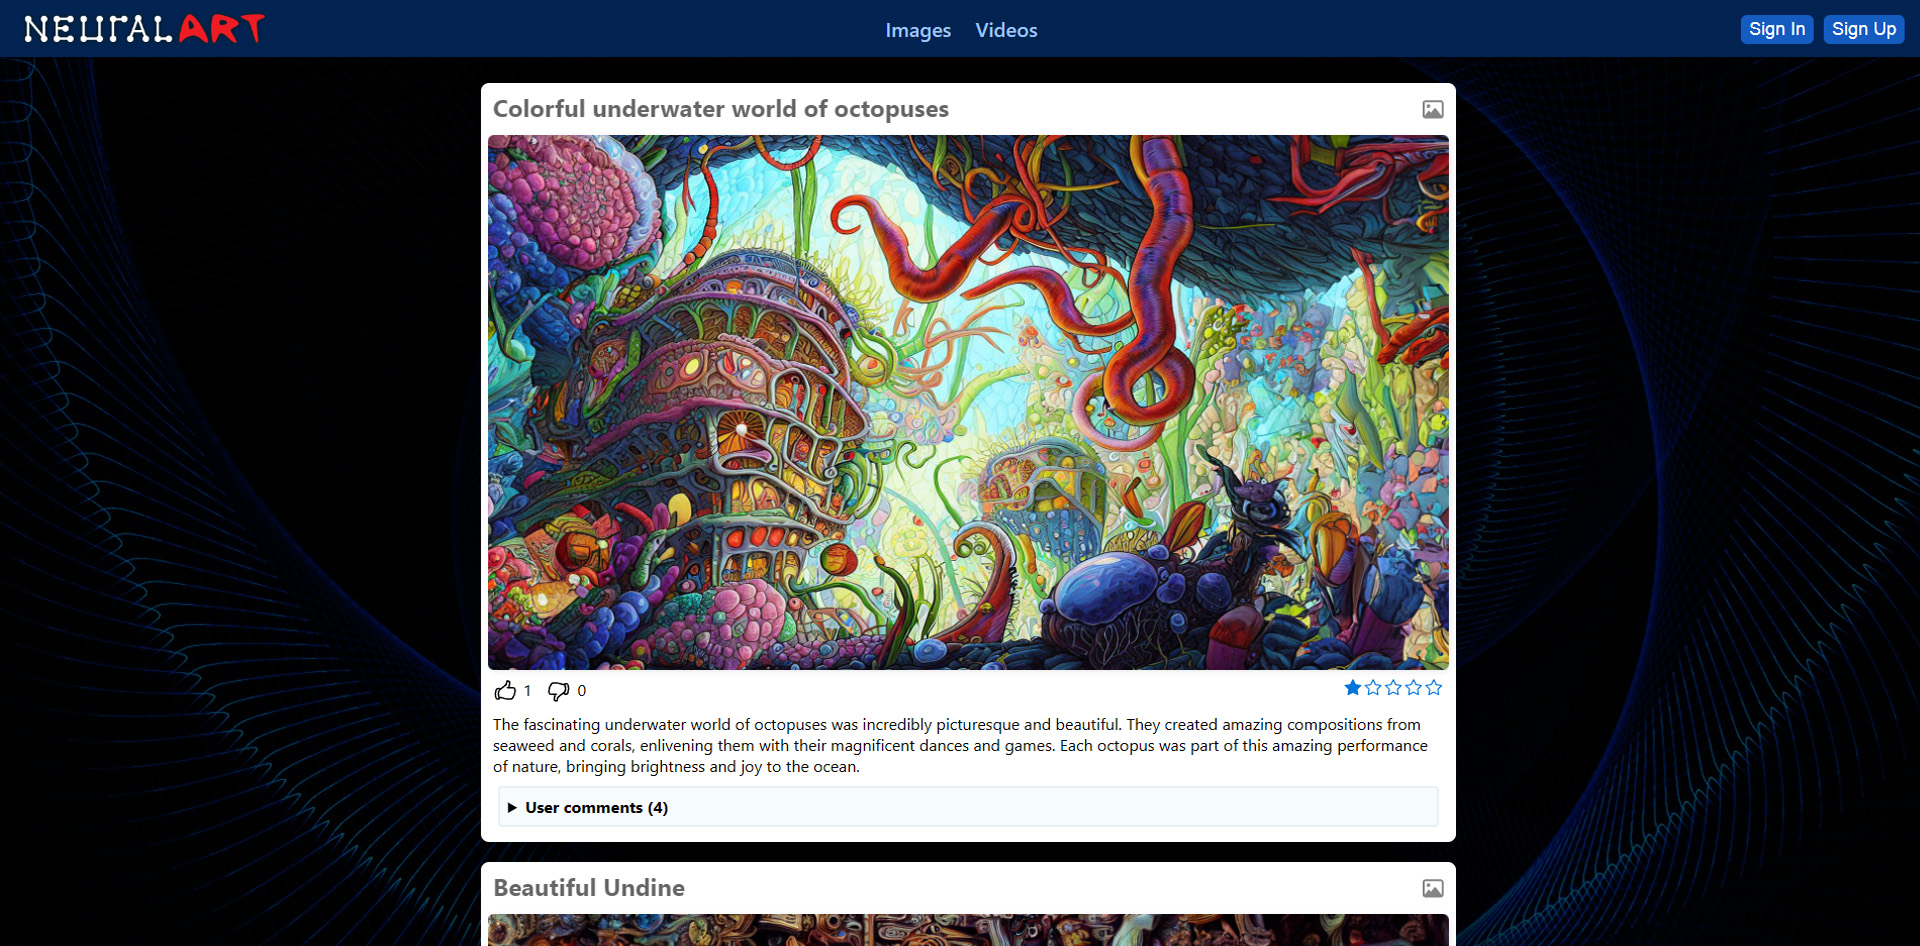 NEURALART
Images Videos
Sign In Sign Up
Colorful underwater world of octopuses
1 0
The fascinating underwater world of octopuses was incredibly picturesque and beautiful. They created amazing compositions from
seaweed and corals, enlivening them with their magnificent dances and games. Each octopus was part of this amazing performance
of nature, bringing brightness and joy to the ocean.
User comments (4)
Beautiful Undine